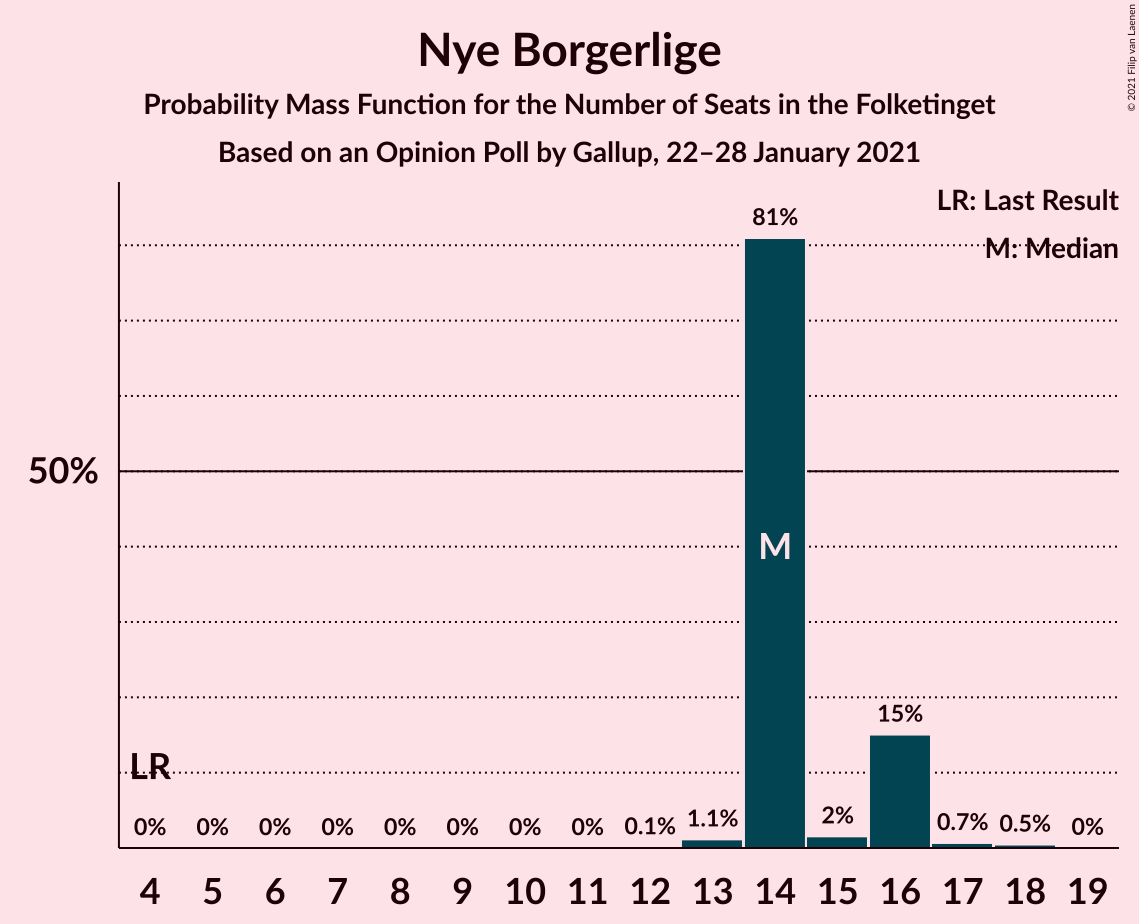 Nye Borgerlige
Probability Mass Function for the Number of Seats in the Folketinget
Based on an Opinion Poll by Gallup, 22–28 January 2021
© 2021 Filip van Laenen
LR: Last Result
M: Median
81%
50%
M
15%
LR
0% 0% 0% 0% 0% 0% 0% 0% 0.1% 1.1% 2% 0.7% 0.5% 0%
4 5 6 7 8 9 10 11 12 13 14 15 16 17 18 19